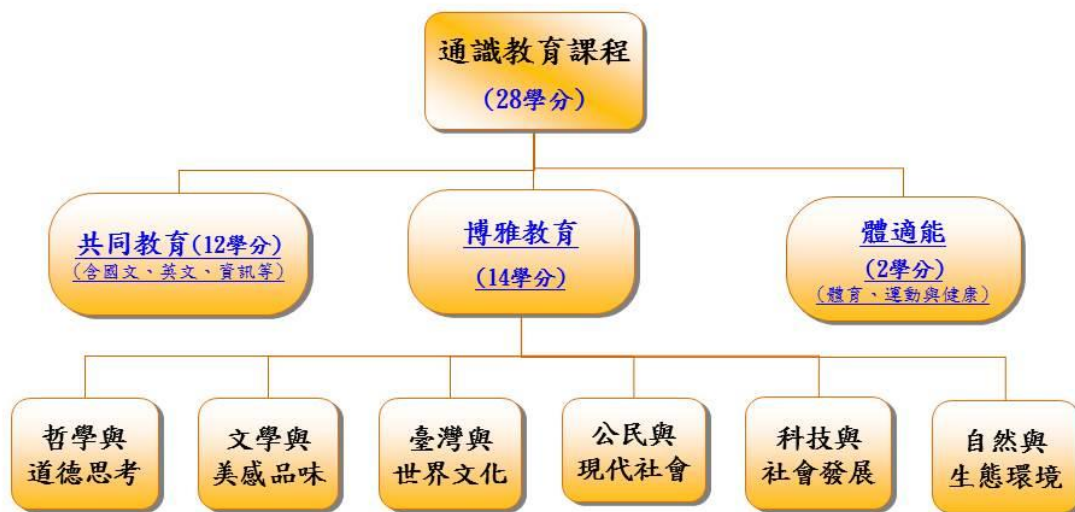 通識教育課程
(28學分)
共同教育(12學分)
(含國文、英文、資訊等)
博雅教育
(14學分)
體適能
(2學分)
(體育、運動與健康)
哲學與
道德思考
文學與
美感品味
臺灣與
世界文化
公民與
現代社會
科技與
社會發展
自然與
生態環境